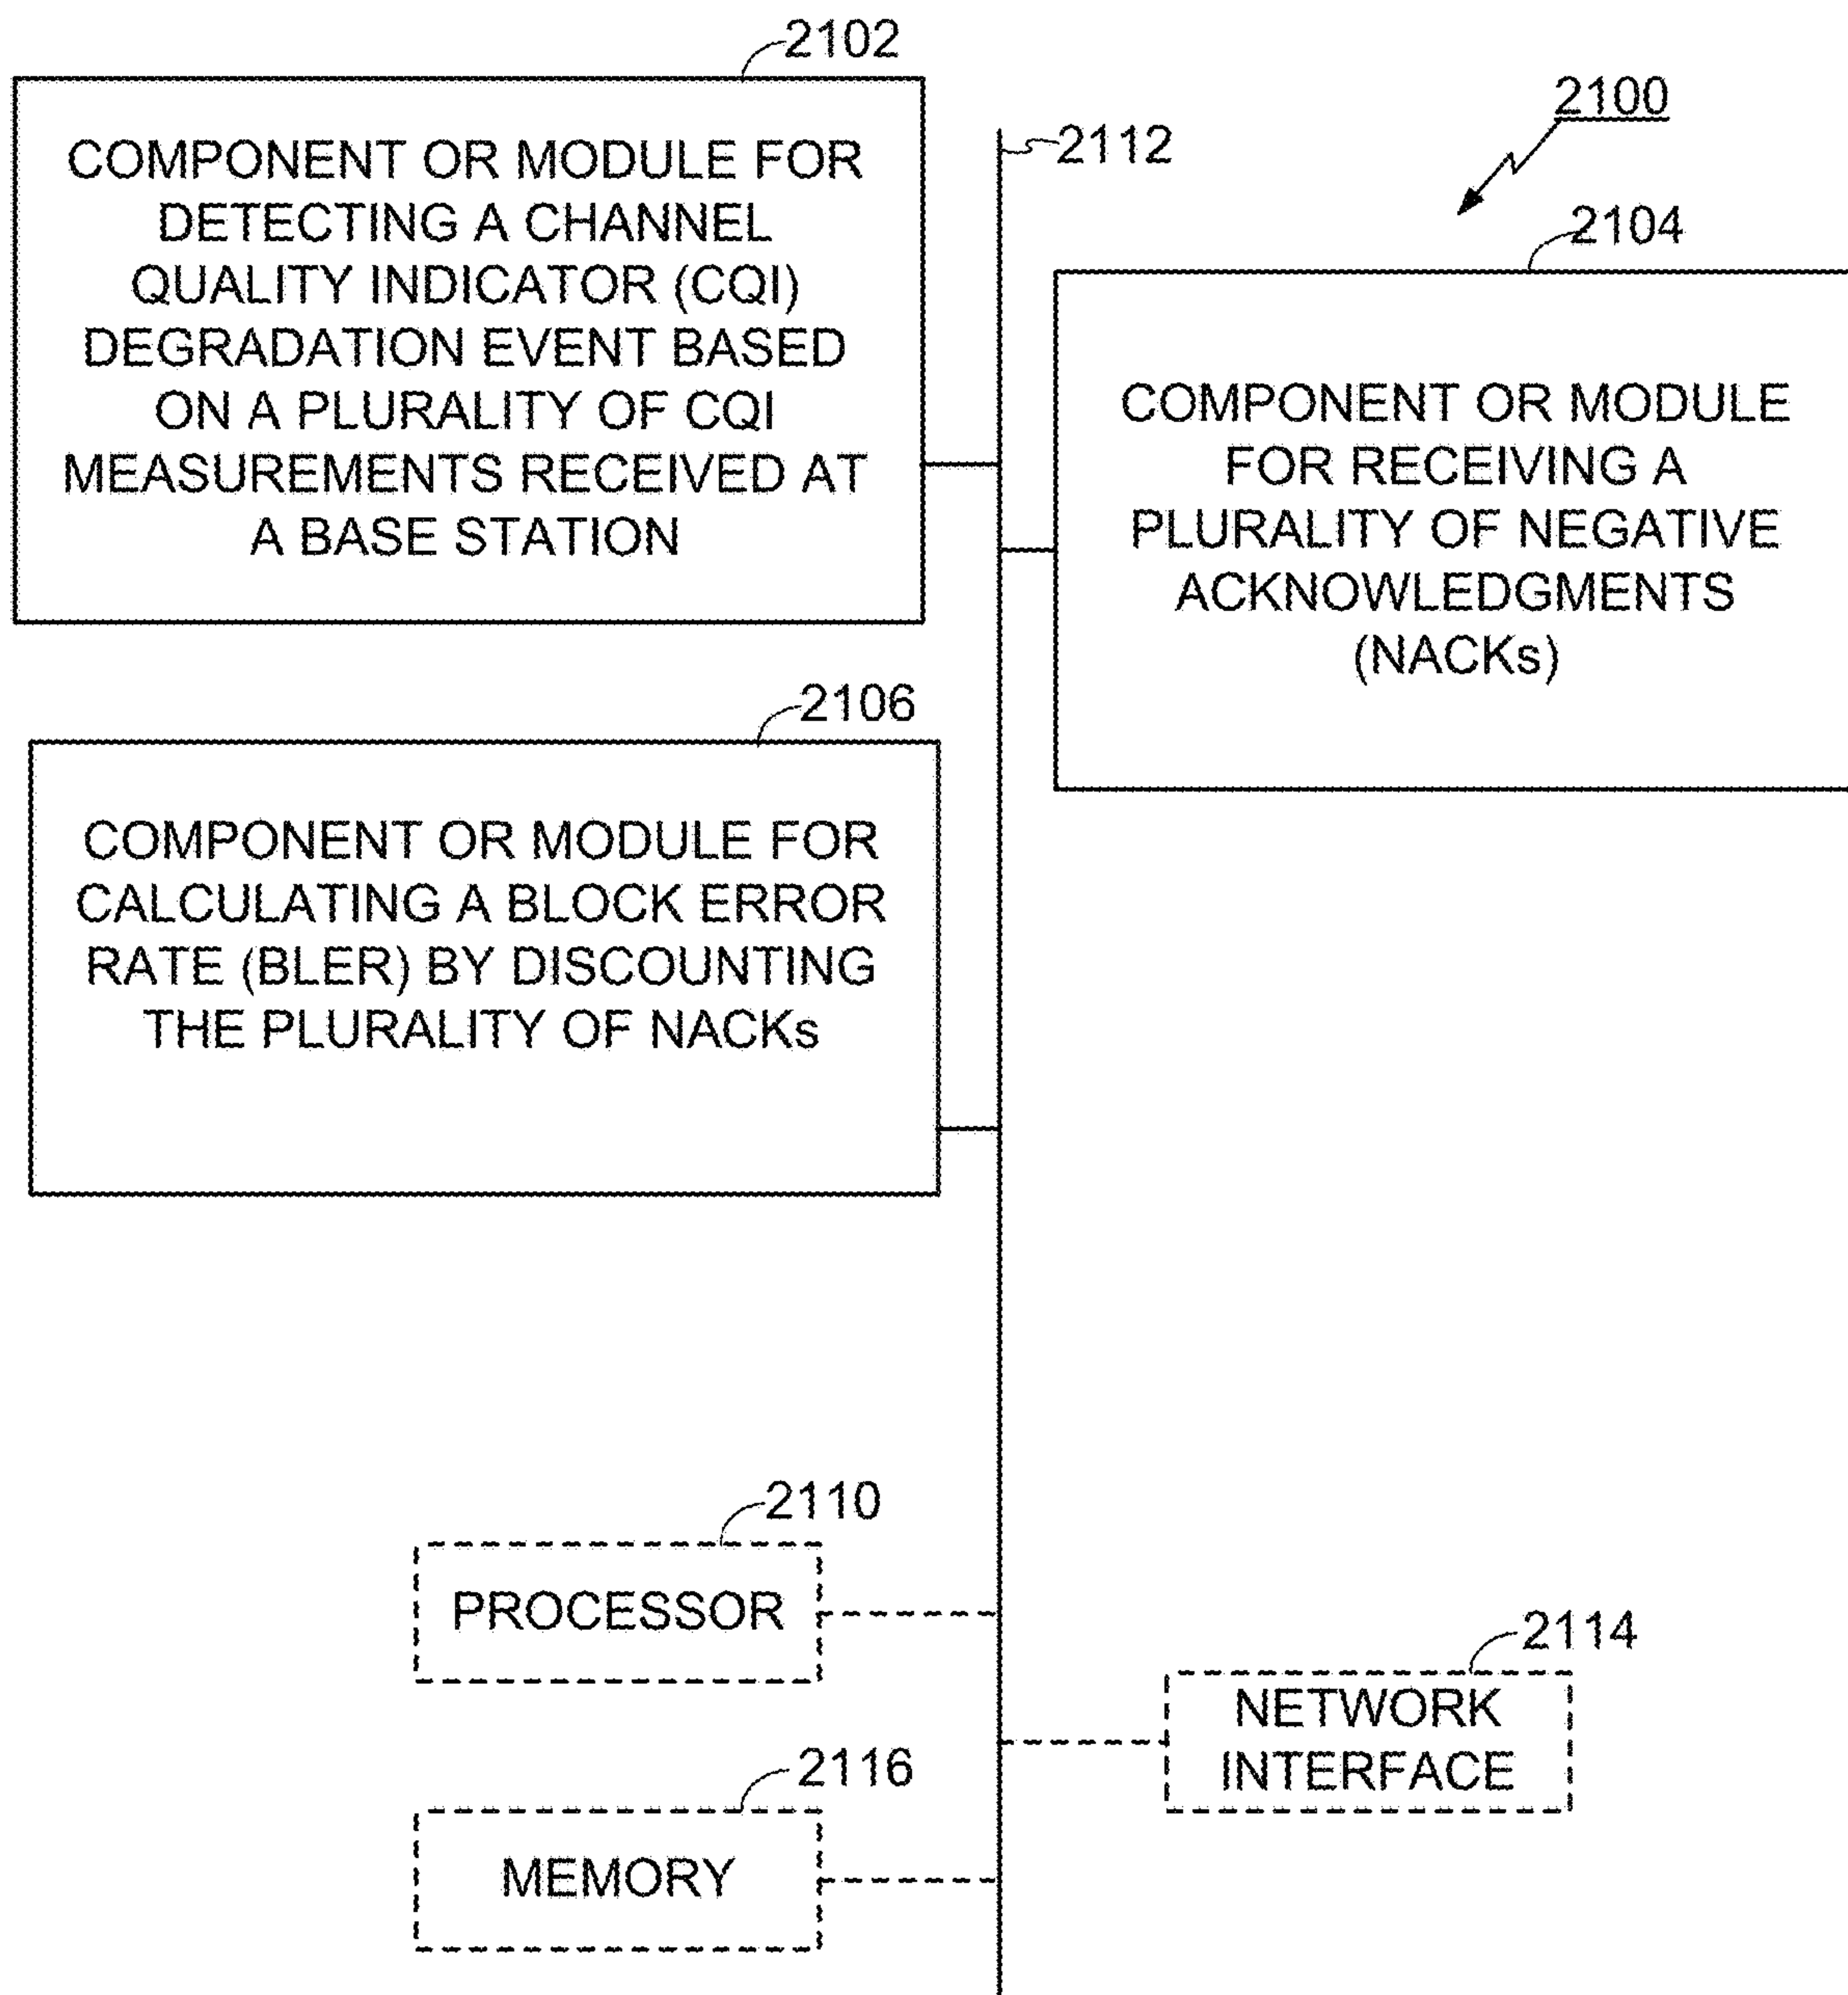 2102
COMPONENT OR MODULE FOR
DETECTING A CHANNEL
QUALITY INDICATOR (CQI)
DEGRADATION EVENT BASED
ON A PLURALITY OF CQI
MEASUREMENTS RECEIVED AT
A BASE STATION
2112
2100
2104
COMPONENT OR MODULE
FOR RECEIVING A
PLURALITY OF NEGATIVE
ACKNOWLEDGMENTS
(NACKs)
2106
COMPONENT OR MODULE FOR
CALCULATING A BLOCK ERROR
RATE (BLER) BY DISCOUNTING
THE PLURALITY OF NACKs
2110
PROCESSOR
2114
NETWORK
INTERFACE
2116
MEMORY